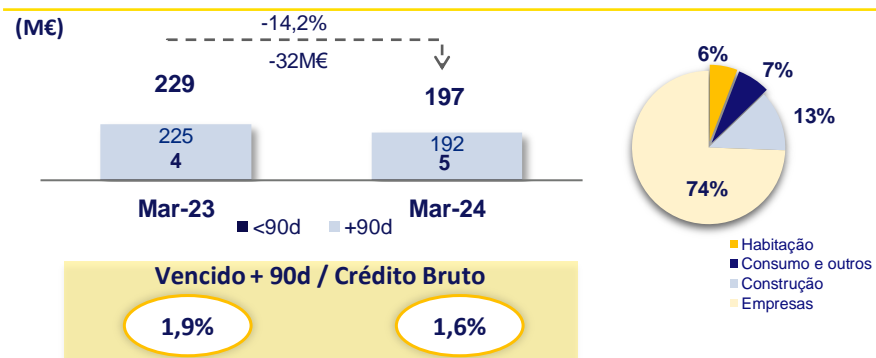 (M€)
-14,2%
-32M€
229
197
225
4
192
5
Mar-23
Mar-24
<90d
+90d
Vencido + 90d / Crédito Bruto
1,9%
1,6%
6%
7%
13%
74%
Habitação
Consumo e outros
Construção
Empresas